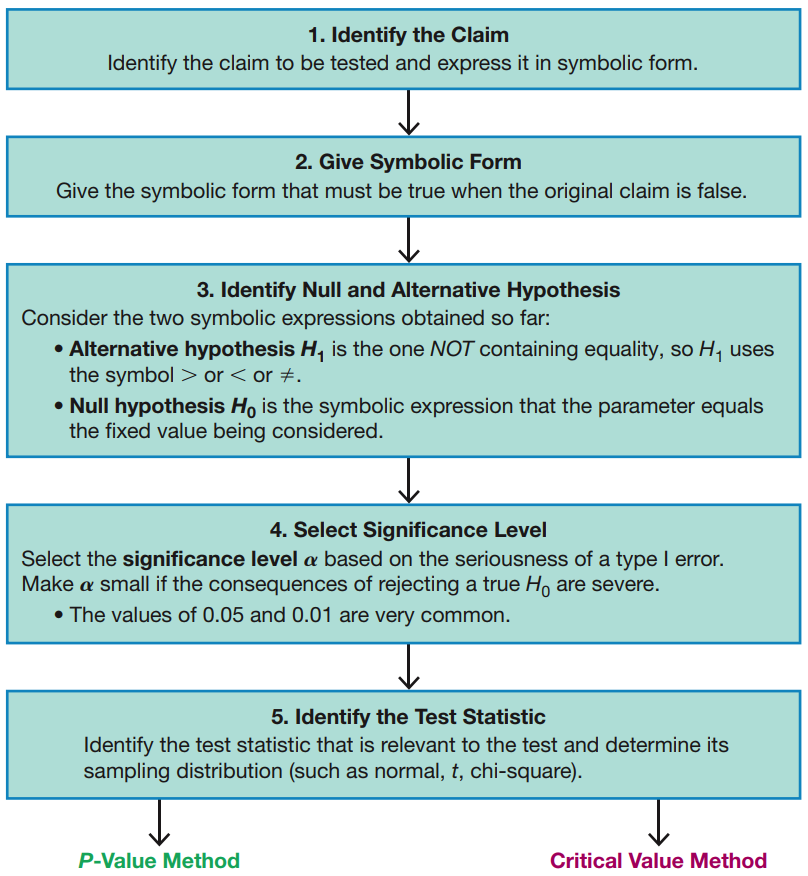 1. Identify the Claim
Identify the claim to be tested and express it in symbolic form.
2. Give Symbolic Form
Give the symbolic form that must be true when the original claim is false.
3. Identify Null and Alternative Hypothesis
Consider the two symbolic expressions obtained so far:
• Alternative hypothesis H₁ is the one NOT containing equality, so H₁ uses
the symbol > or < or ≠.
• Null hypothesis H₀ is the symbolic expression that the parameter equals
the fixed value being considered.
4. Select Significance Level
Select the significance level α based on the seriousness of a type I error.
Make α small if the consequences of rejecting a true H₀ are severe.
• The values of 0.05 and 0.01 are very common.
5. Identify the Test Statistic
Identify the test statistic that is relevant to the test and determine its
sampling distribution (such as normal, t, chi-square).
P-Value Method
Critical Value Method